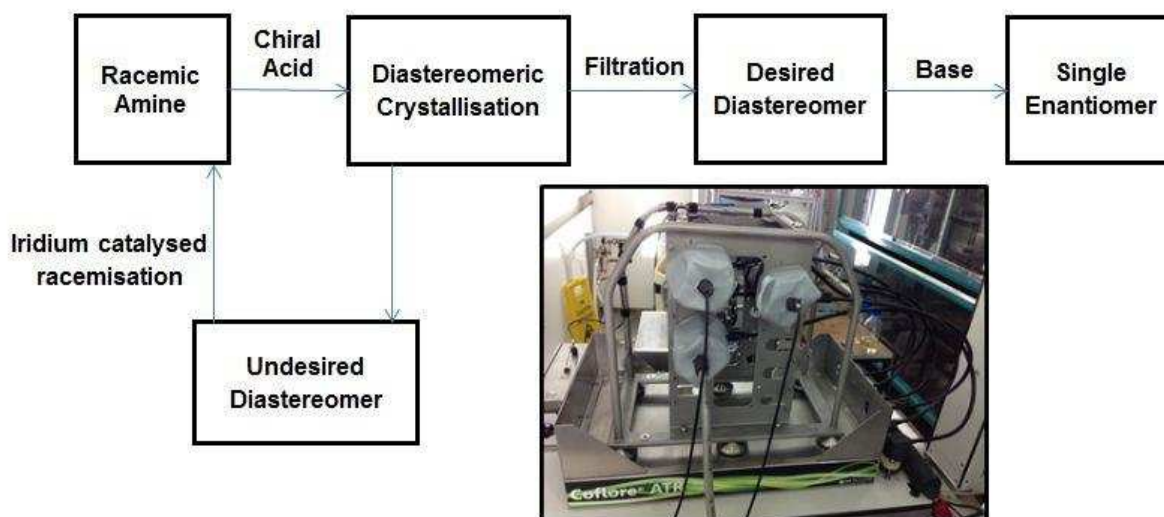 Racemic
Amine
Chiral
Acid
Diastereomeric
Crystallisation
Filtration
Desired
Diastereomer
Base
Single
Enantiomer
Iridium catalysed
racemisation
Undesired
Diastereomer
Coflore® ATR